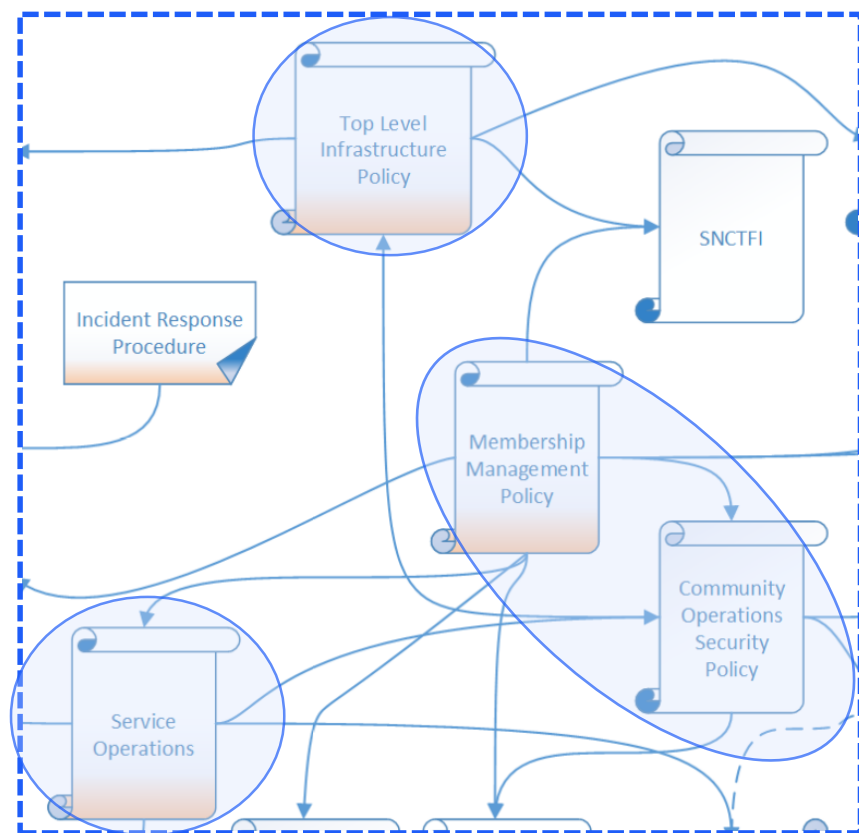 Top Level
Infrastructure
Policy
SNCTFI
Incident Response
Procedure
Membership
Management
Policy
Community
Operations
Security
Policy
Service
Operations